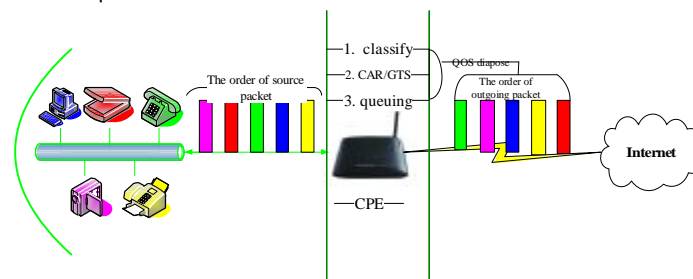 1. classify
2. CAR/GTS
3. queuing
QOS diapose
The order of source
packet
The order of
outgoing packet
Internet
CPE